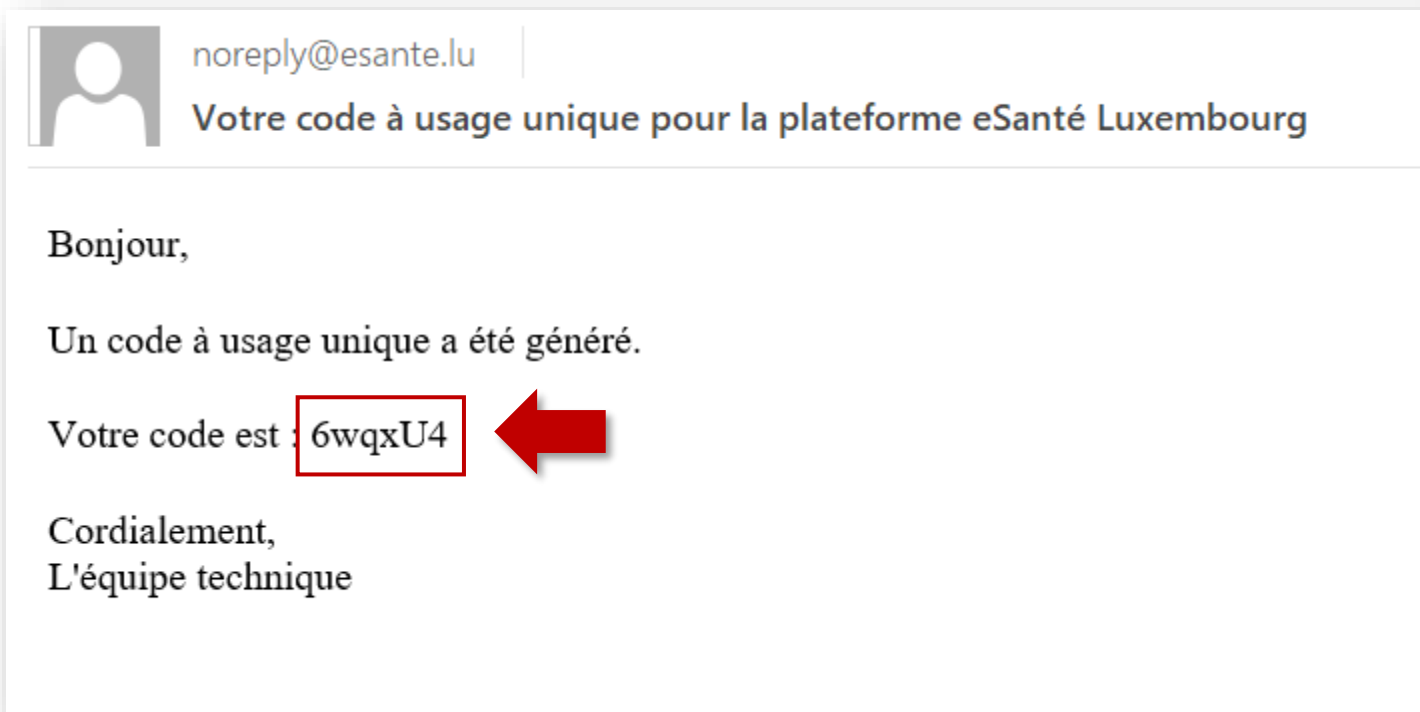 noreply@esante.lu
Votre code à usage unique pour la plateforme eSanté Luxembourg
Bonjour,
Un code à usage unique a été généré.
Votre code est : 6wqxU4
Cordialement,
L'équipe technique